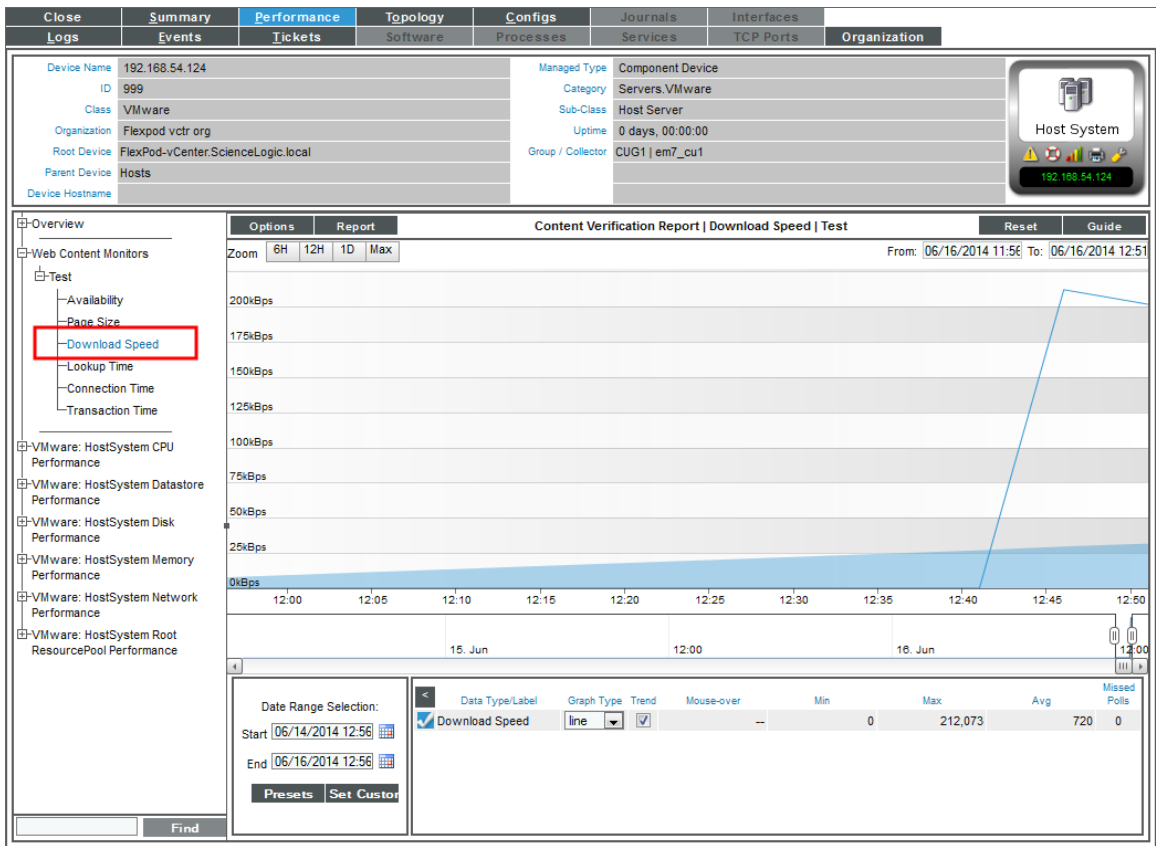 Close Summary Performance Topology Configs Journals Interfaces
Logs Events Tickets Software Processes Services TCP Ports Organization
Device Name 192.168.54.124 Managed Type Component Device
ID 999 Category Servers.VMware
Class VMware Sub-Class Host Server
Organization Flexpod vctr org Uptime 0 days, 00:00:00
Root Device FlexPod-vCenter.ScienceLogic.local Group / Collector CUG1 | em7_cu1
Parent Device Hosts
Device Hostname
Host System
192.168.54.124
Overview
Web Content Monitors
Test
Availability
Page Size
Download Speed
Lookup Time
Connection Time
Transaction Time
VMware: HostSystem CPU
Performance
VMware: HostSystem Datastore
Performance
VMware: HostSystem Disk
Performance
VMware: HostSystem Memory
Performance
VMware: HostSystem Network
Performance
VMware: HostSystem Root
ResourcePool Performance
Find
Options Report Content Verification Report | Download Speed | Test Reset Guide
Zoom 6H 12H 1D Max From: 06/16/2014 11:56 To: 06/16/2014 12:51
200kBps
175kBps
150kBps
125kBps
100kBps
75kBps
50kBps
25kBps
0kBps
12:00 12:05 12:10 12:15 12:20 12:25 12:30 12:35 12:40 12:45 12:50
15. Jun 12:00 16. Jun 12:00
Date Range Selection:
Start 06/14/2014 12:56
End 06/16/2014 12:56
Presets Set Custor
< Data Type/Label Graph Type Trend Mouse-over Min Max Avg Missed Polls
Download Speed line -- 0 212,073 720 0